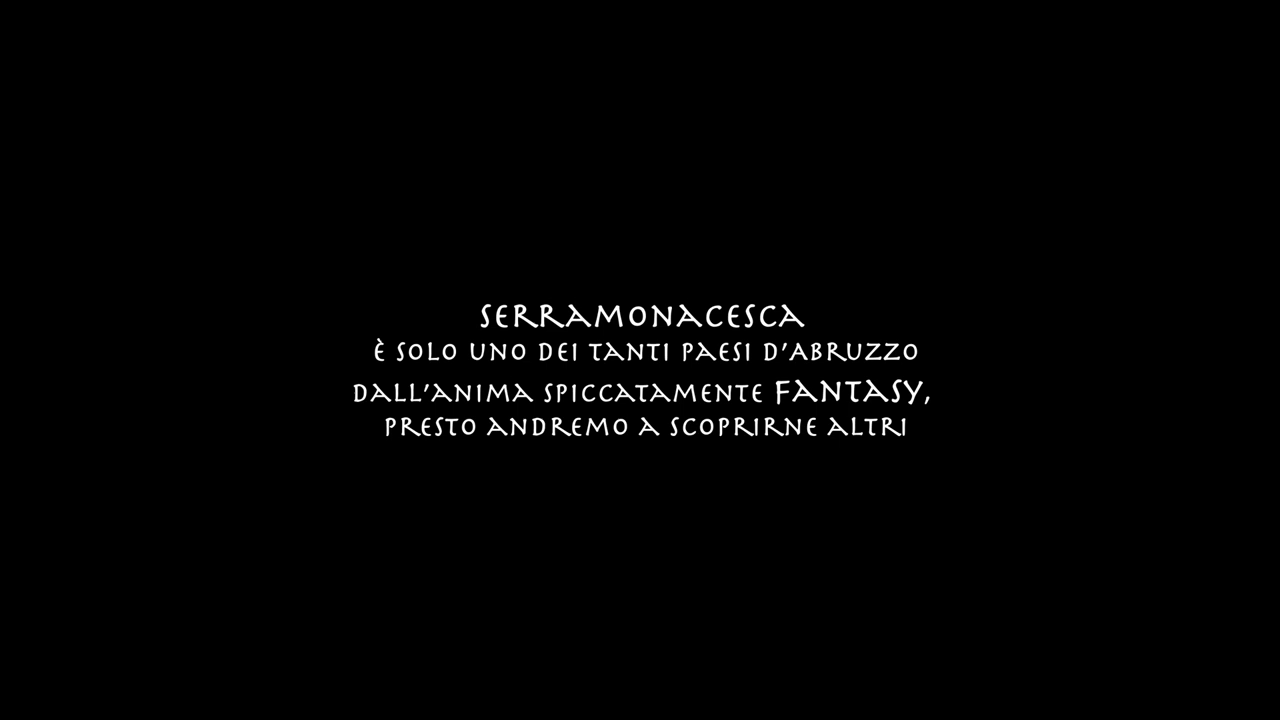 SERRAMONACESCA
È SOLO UNO DEI TANTI PAESI D’ABRUZZO
DALL’ANIMA SPICCATAMENTE FANTASY,
PRESTO ANDREMO A SCOPRIRNE ALTRI